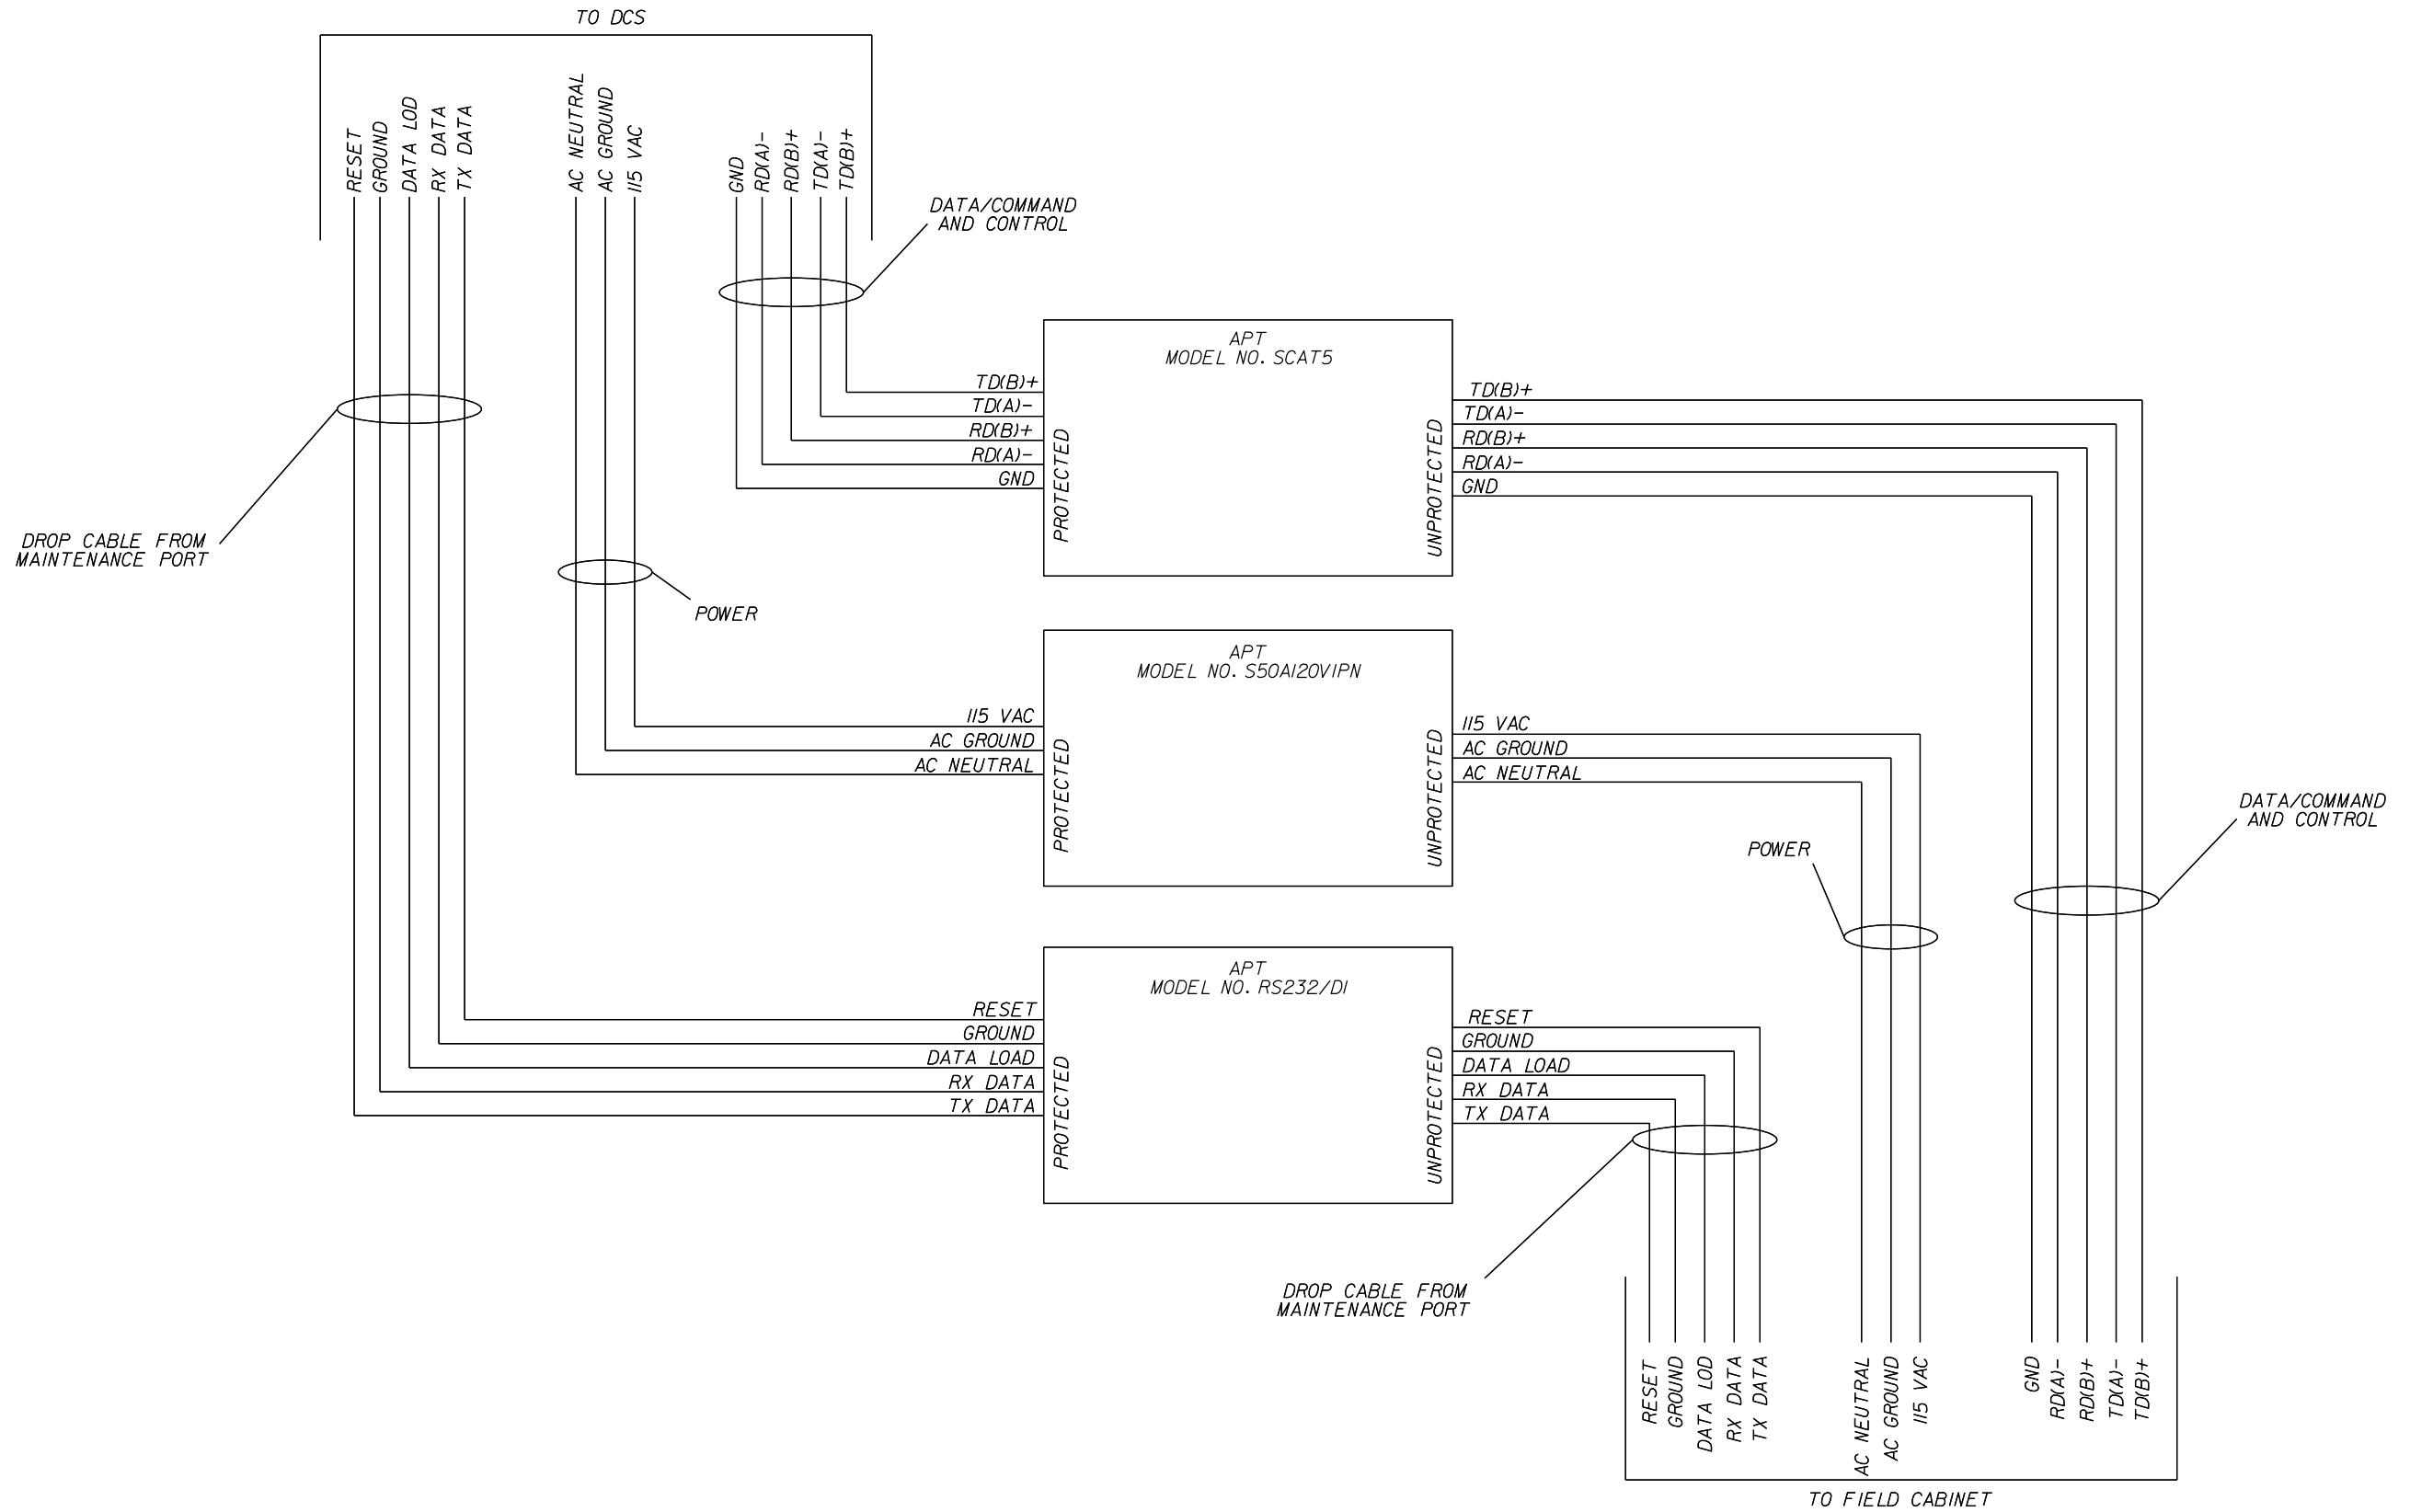 TO DCS
RESET
GROUND
DATA LOD
RX DATA
TX DATA
AC NEUTRAL
AC GROUND
115 VAC
GND
RD(A)-
RD(B)+
TD(A)-
TD(B)+
DATA/COMMAND
AND CONTROL
DROP CABLE FROM
MAINTENANCE PORT
POWER
APT
MODEL NO. SCAT5
TD(B)+
TD(A)-
RD(B)+
RD(A)-
GND
PROTECTED
UNPROTECTED
TD(B)+
TD(A)-
RD(B)+
RD(A)-
GND
APT
MODEL NO. S50A120V1PN
115 VAC
AC GROUND
AC NEUTRAL
PROTECTED
UNPROTECTED
115 VAC
AC GROUND
AC NEUTRAL
POWER
DATA/COMMAND
AND CONTROL
APT
MODEL NO. RS232/DI
RESET
GROUND
DATA LOAD
RX DATA
TX DATA
PROTECTED
UNPROTECTED
RESET
GROUND
DATA LOAD
RX DATA
TX DATA
DROP CABLE FROM
MAINTENANCE PORT
RESET
GROUND
DATA LOD
RX DATA
TX DATA
AC NEUTRAL
AC GROUND
115 VAC
GND
RD(A)-
RD(B)+
TD(A)-
TD(B)+
TO FIELD CABINET